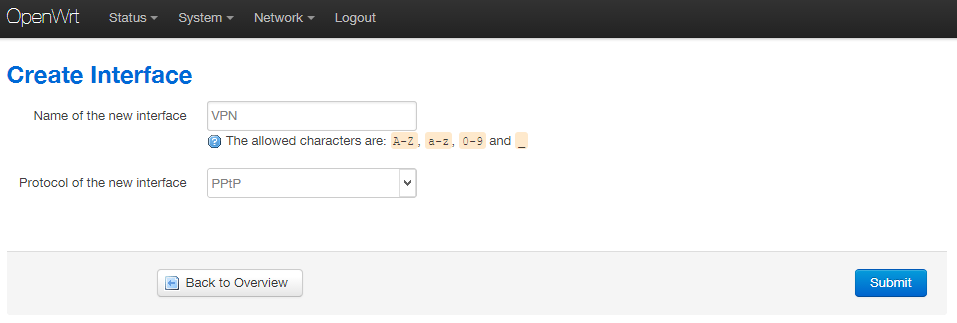 OpenWrt Status System Network Logout
Create Interface
Name of the new interface VPN
The allowed characters are: A-Z, a-z, 0-9 and _
Protocol of the new interface PPtP
Back to Overview Submit